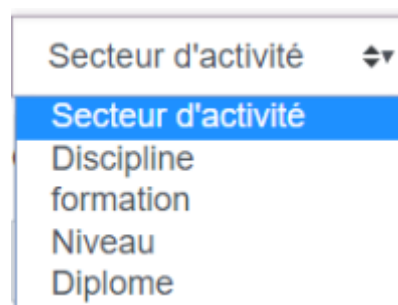 Secteur d'activité
Secteur d'activité
Discipline
formation
Niveau
Diplome